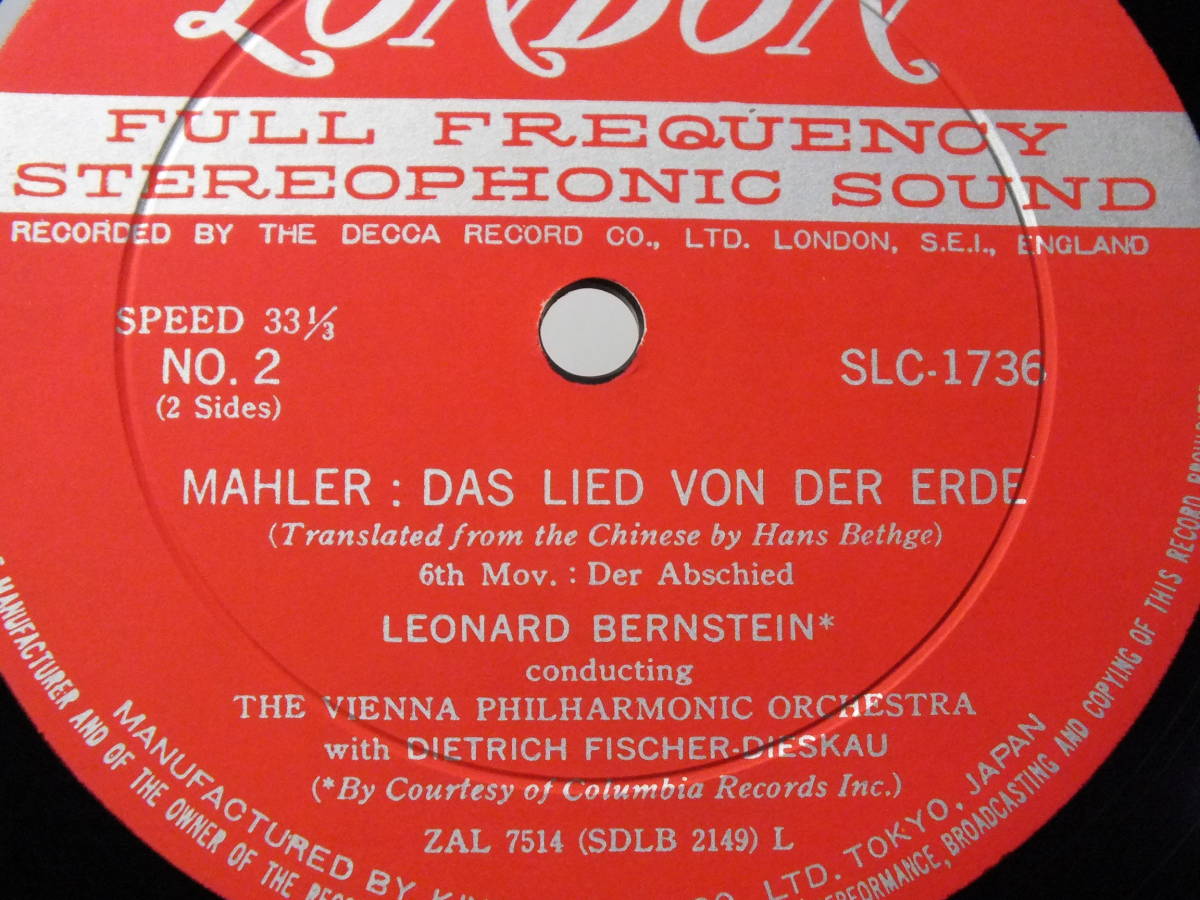 LONDON
FULL FREQUENCY
STEREOPHONIC SOUND
RECORDED BY THE DECCA RECORD CO., LTD. LONDON, S.E.I., ENGLAND
SPEED 33⅓
NO. 2
(2 Sides)
SLC-1736
MAHLER : DAS LIED VON DER ERDE
(Translated from the Chinese by Hans Bethge)
6th Mov. : Der Abschied
LEONARD BERNSTEIN*
conducting
THE VIENNA PHILHARMONIC ORCHESTRA
with DIETRICH FISCHER-DIESKAU
(*By Courtesy of Columbia Records Inc.)
ZAL 7514 (SDLB 2149) L
MANUFACTURED BY CO., LTD. TOKYO, JAPAN
MANUFACTURER AND OF THE OWNER OF THE PERFORMANCE, BROADCASTING AND COPYING OF THIS RECORD